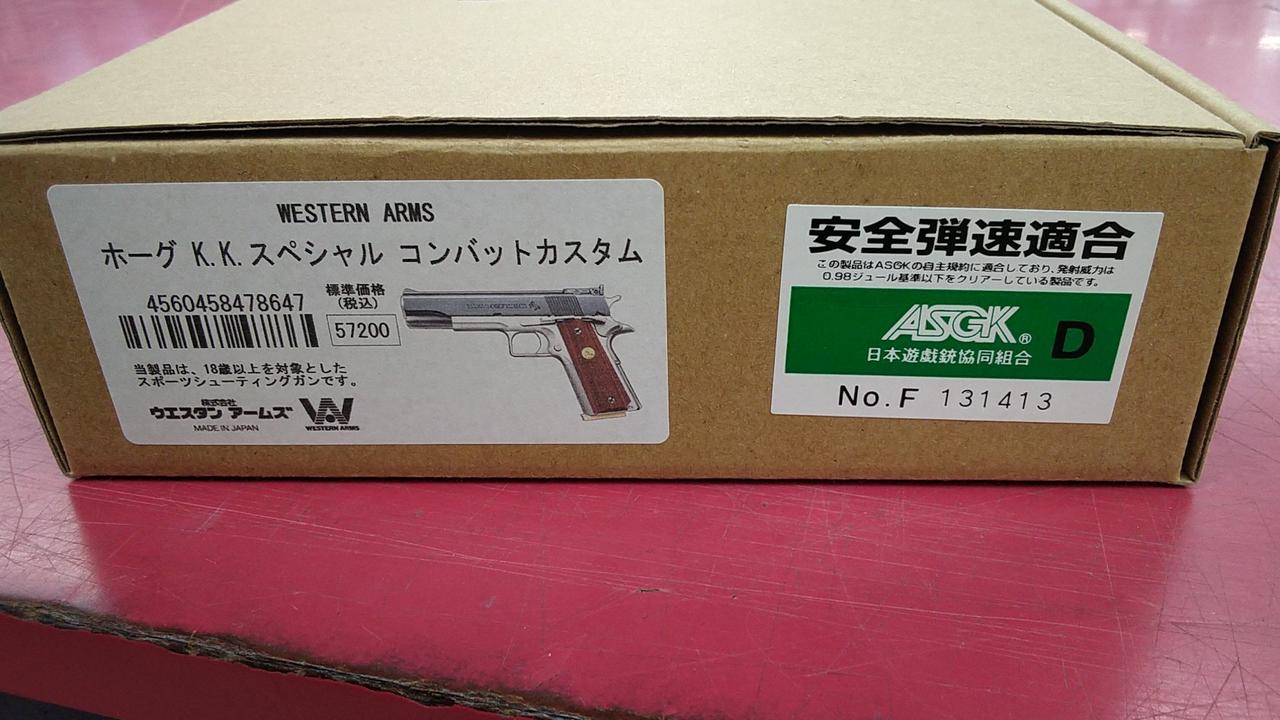 WESTERN ARMS
ホーグ K.K.スペシャル コンバットカスタム
4560458478647
標準価格
(税込)
57200
当製品は、18歳以上を対象とした
スポーツシューティングガンです。
株式会社
ウエスタン アームズ
MADE IN JAPAN
WESTERN ARMS
安全弾速適合
この製品はASGKの自主規約に適合しており、発射威力は
0.98ジュール基準以下をクリアーしている製品です。
ASGK®
日本遊戯銃協同組合
D
No.F 131413